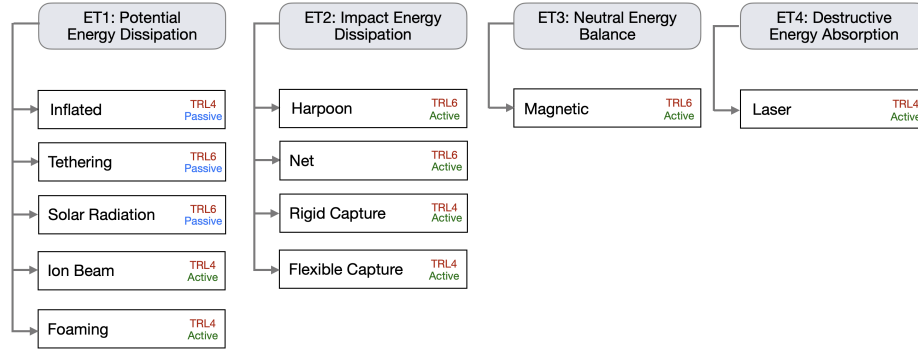 ET1: Potential
Energy Dissipation
Inflated
TRL4
Passive
Tethering
TRL6
Passive
Solar Radiation
TRL6
Passive
Ion Beam
TRL4
Active
Foaming
TRL4
Active
ET2: Impact Energy
Dissipation
Harpoon
TRL6
Active
Net
TRL6
Active
Rigid Capture
TRL4
Active
Flexible Capture
TRL4
Active
ET3: Neutral Energy
Balance
Magnetic
TRL6
Active
ET4: Destructive
Energy Absorption
Laser
TRL4
Active